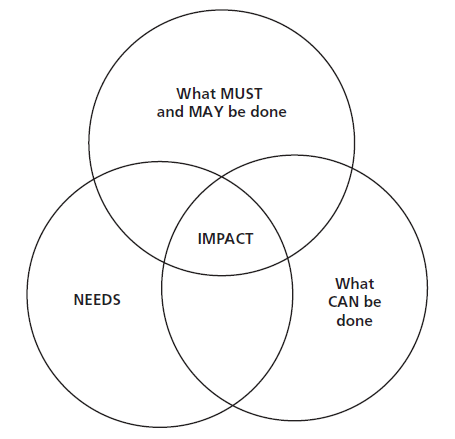 What MUST
and MAY be done
IMPACT
NEEDS
What
CAN be
done